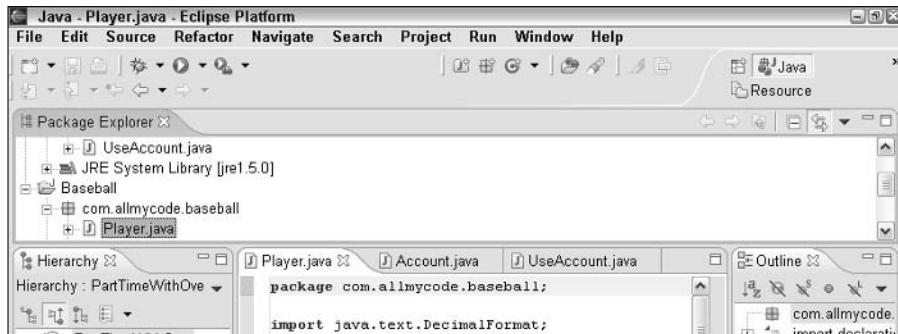 Java - Player.java - Eclipse Platform
File Edit Source Refactor Navigate Search Project Run Window Help
Java
Resource
Package Explorer
UseAccount.java
JRE System Library [jre1.5.0]
Baseball
com.allmycode.baseball
Player.java
Hierarchy
Hierarchy : PartTimeWithOve
Player.java Account.java UseAccount.java
package com.allmycode.baseball;
import java.text.DecimalFormat;
Outline
com.allmycode.
import declarati